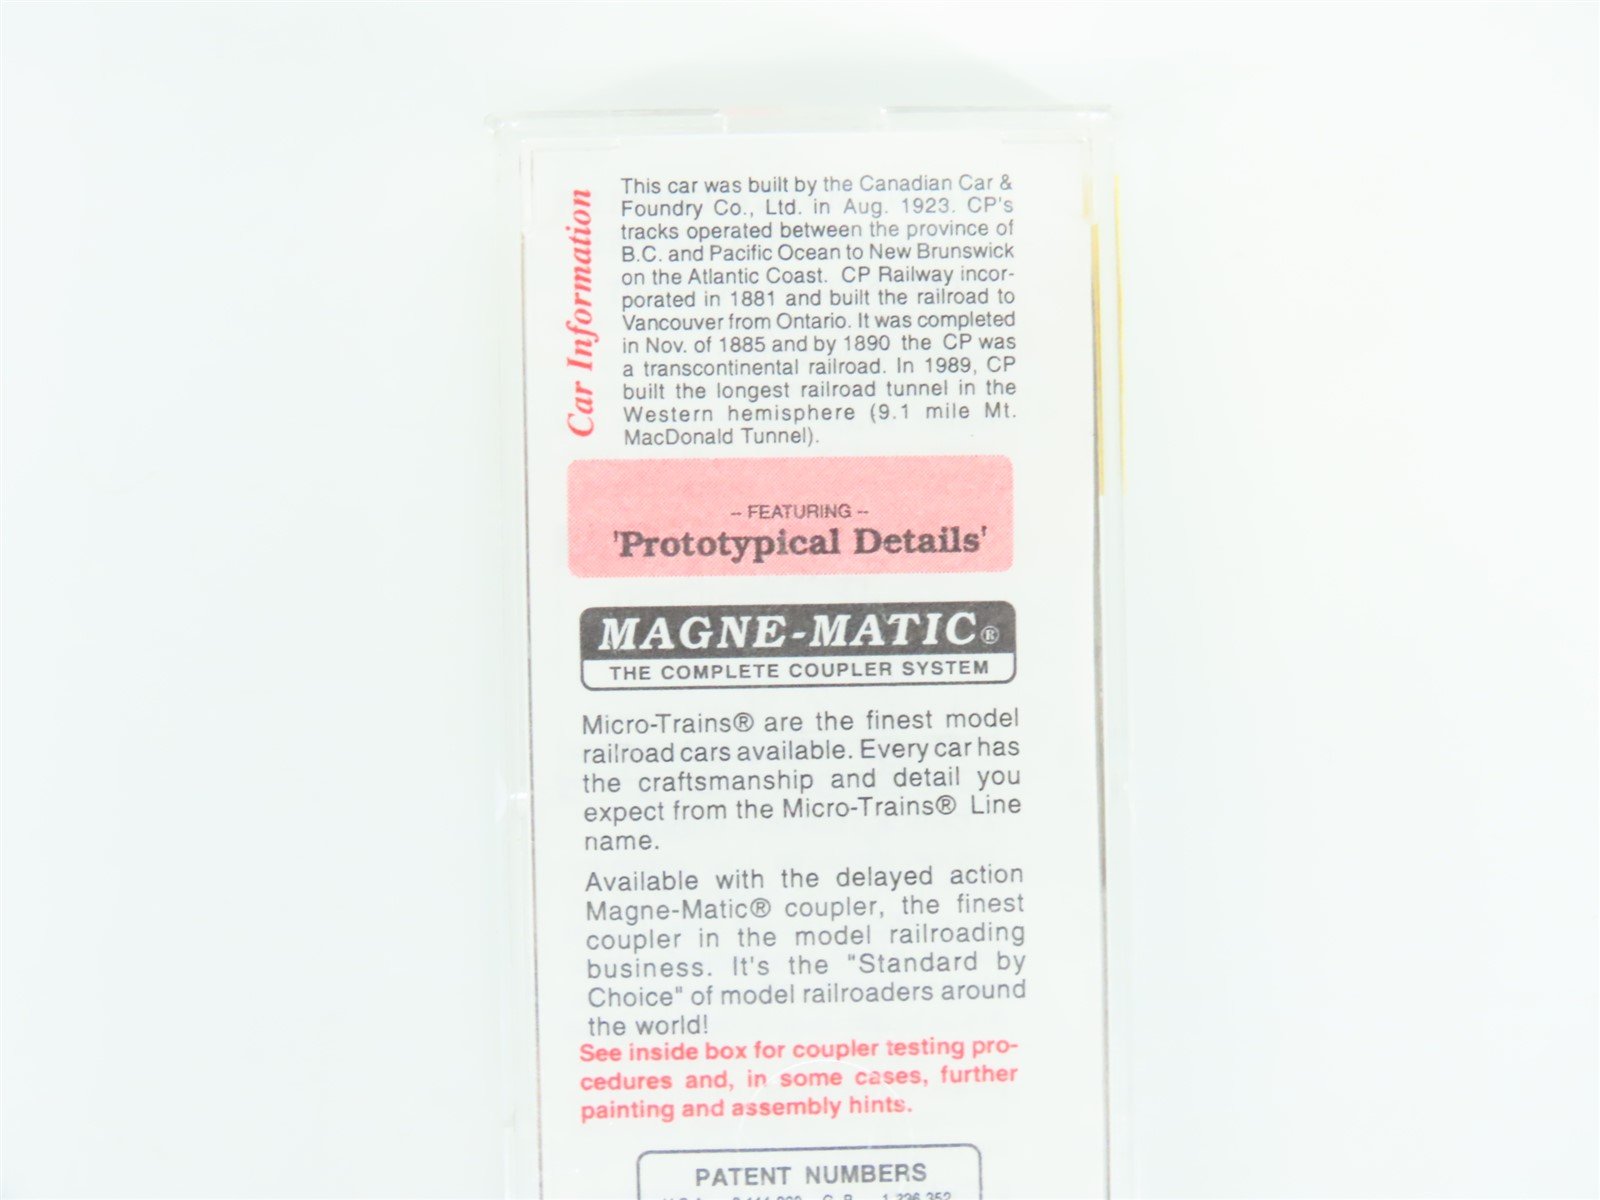 Car Information
This car was built by the Canadian Car &
Foundry Co., Ltd. in Aug. 1923. CP's
tracks operated between the province of
B.C. and Pacific Ocean to New Brunswick
on the Atlantic Coast. CP Railway incor-
porated in 1881 and built the railroad to
Vancouver from Ontario. It was completed
in Nov. of 1885 and by 1890 the CP was
a transcontinental railroad. In 1989, CP
built the longest railroad tunnel in the
Western hemisphere (9.1 mile Mt.
MacDonald Tunnel).
-- FEATURING --
'Prototypical Details'
MAGNE-MATIC®
THE COMPLETE COUPLER SYSTEM
Micro-Trains® are the finest model
railroad cars available. Every car has
the craftsmanship and detail you
expect from the Micro-Trains® Line
name.
Available with the delayed action
Magne-Matic® coupler, the finest
coupler in the model railroading
business. It's the "Standard by
Choice" of model railroaders around
the world!
See inside box for coupler testing pro-
cedures and, in some cases, further
painting and assembly hints.
PATENT NUMBERS